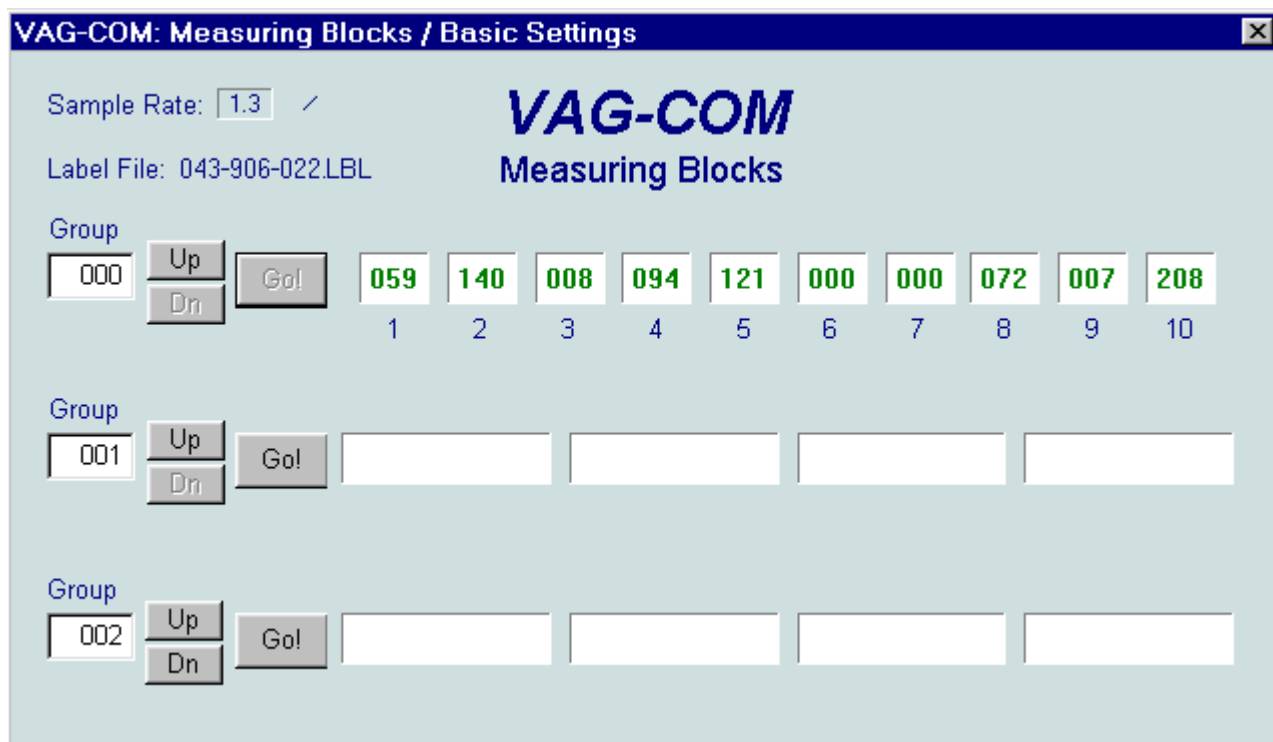 VAG-COM: Measuring Blocks / Basic Settings
Sample Rate: 1.3 /
VAG-COM
Label File: 043-906-022.LBL
Measuring Blocks
Group
000 Up Dn Go! 059 140 008 094 121 000 000 072 007 208
1 2 3 4 5 6 7 8 9 10
Group
001 Up Dn Go!
Group
002 Up Dn Go!